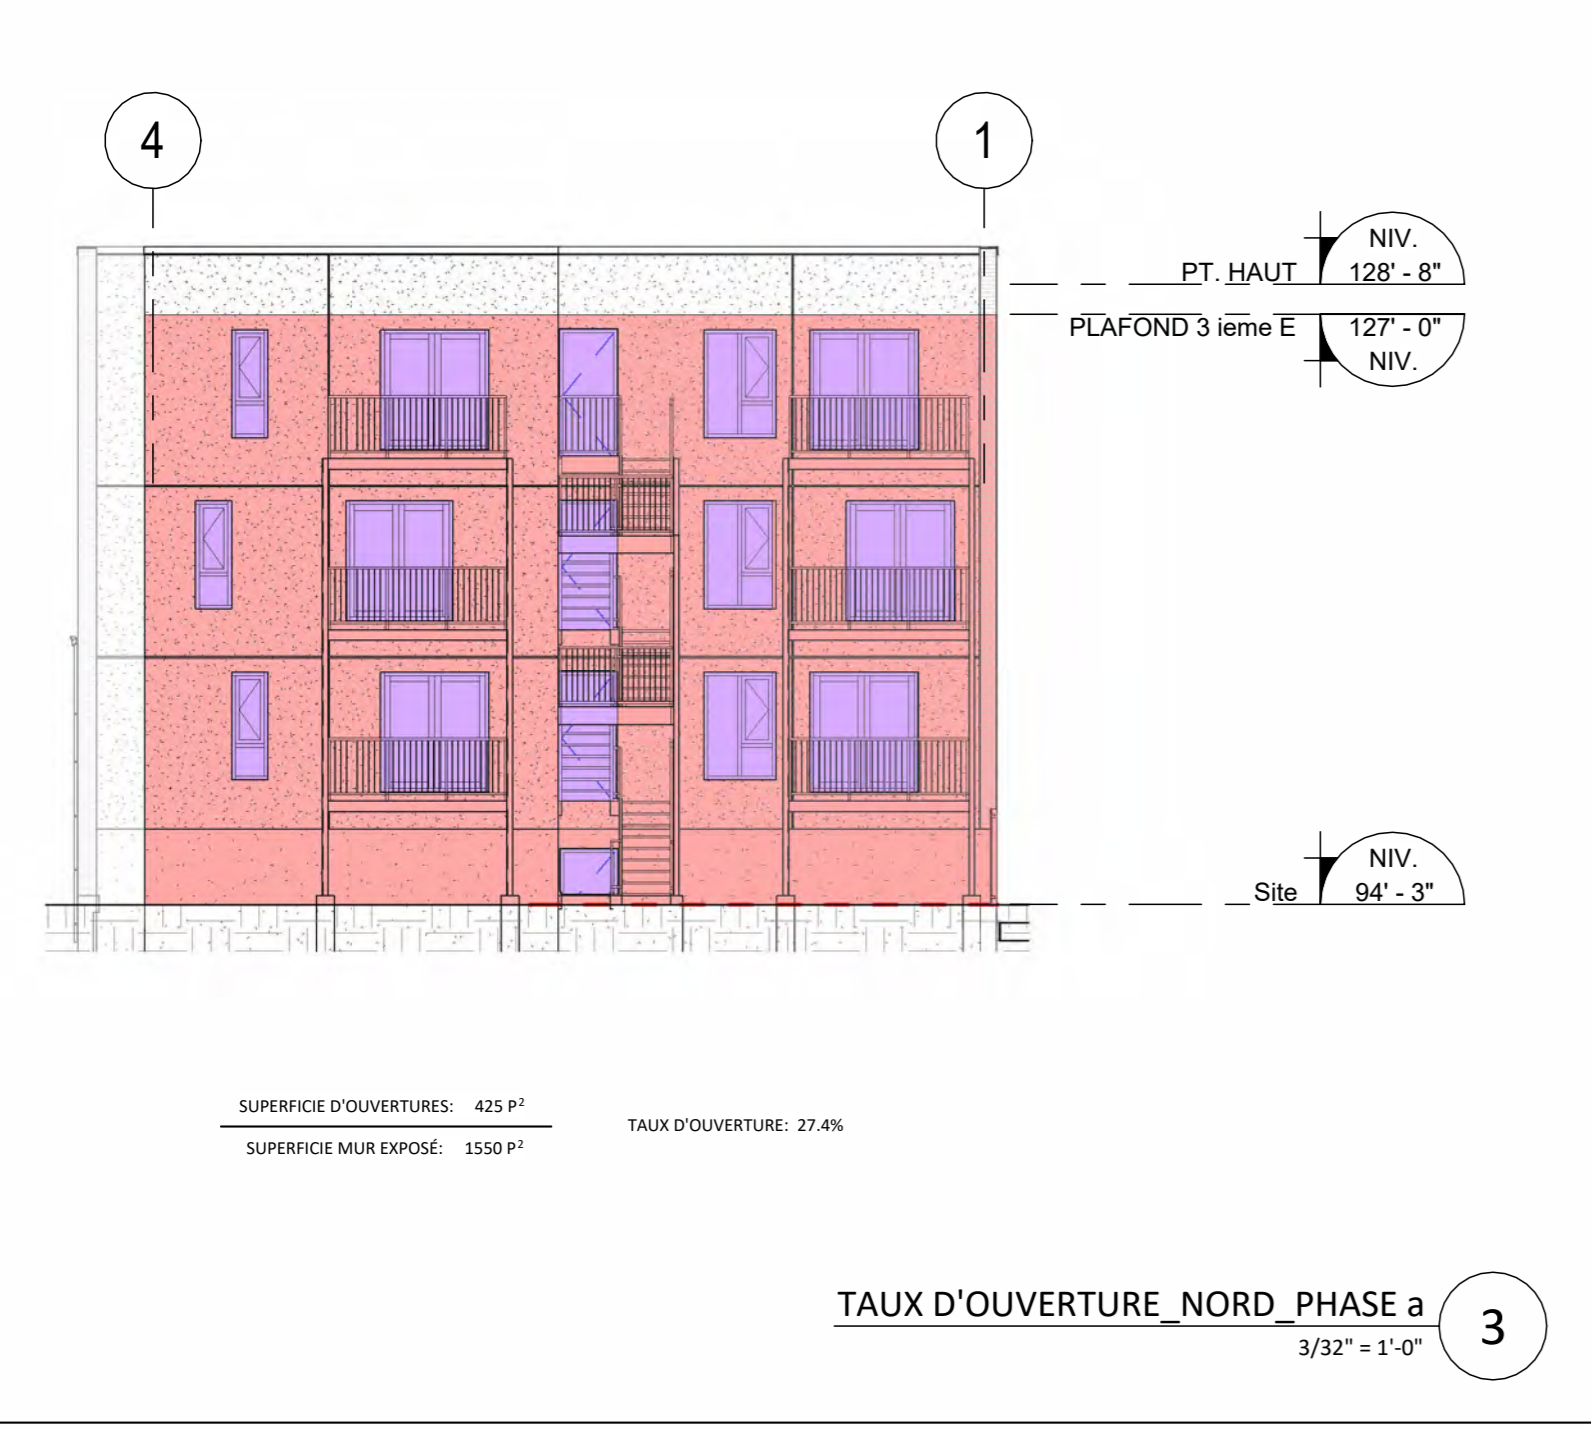 4
1
NIV.
PT. HAUT 128' - 8"
PLAFOND 3 ieme E 127' - 0"
NIV.
NIV.
Site 94' - 3"
SUPERFICIE D'OUVERTURES: 425 P²
SUPERFICIE MUR EXPOSÉ: 1550 P²
TAUX D'OUVERTURE: 27.4%
TAUX D'OUVERTURE_NORD_PHASE a
3
3/32" = 1'-0"